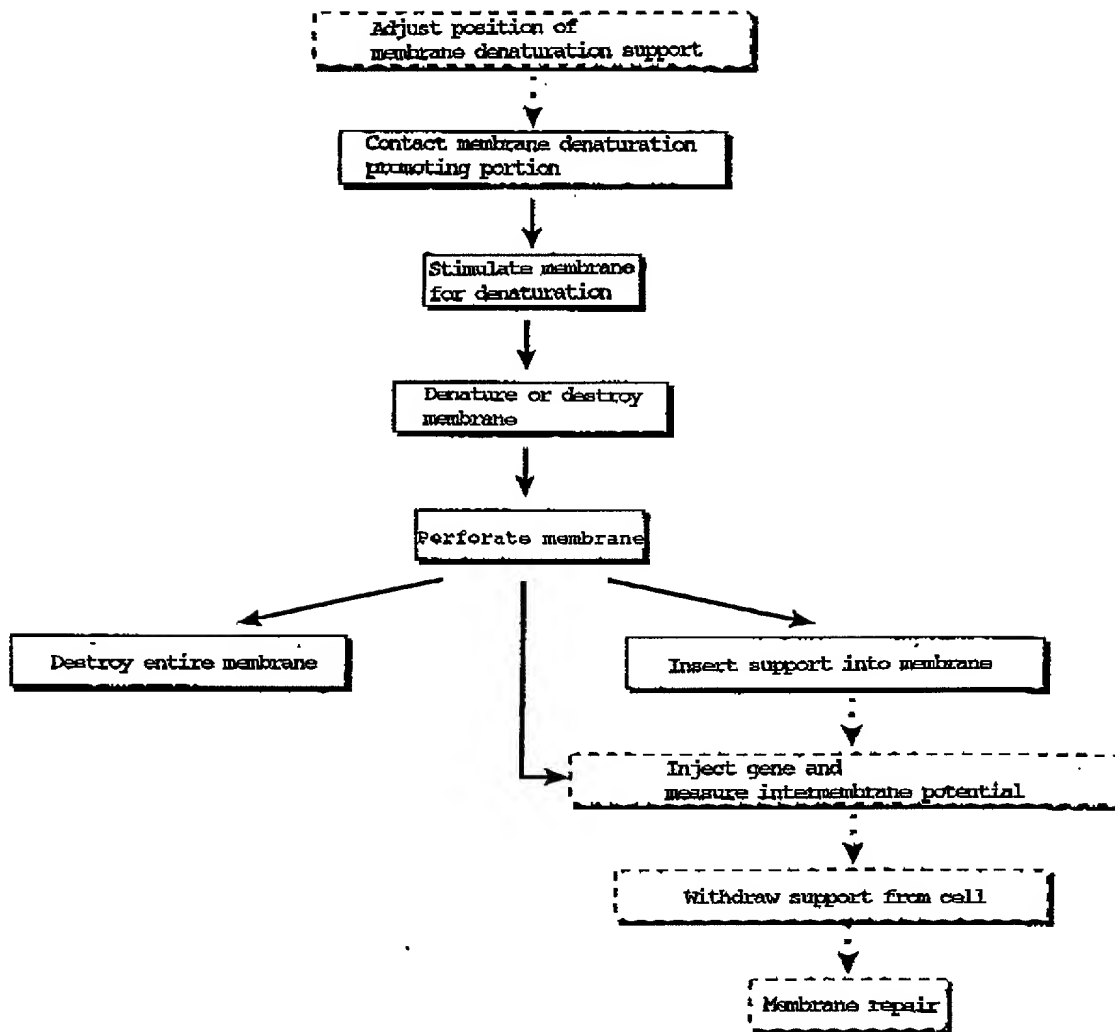 Adjust position of
membrane denaturation support
Contact membrane denaturation
promoting portion
Stimulate membrane
for denaturation
Denature or destroy
membrane
Perforate membrane
Destroy entire membrane
Insert support into membrane
Inject gene and
measure intermembrane potential
Withdraw support from cell
Membrane repair